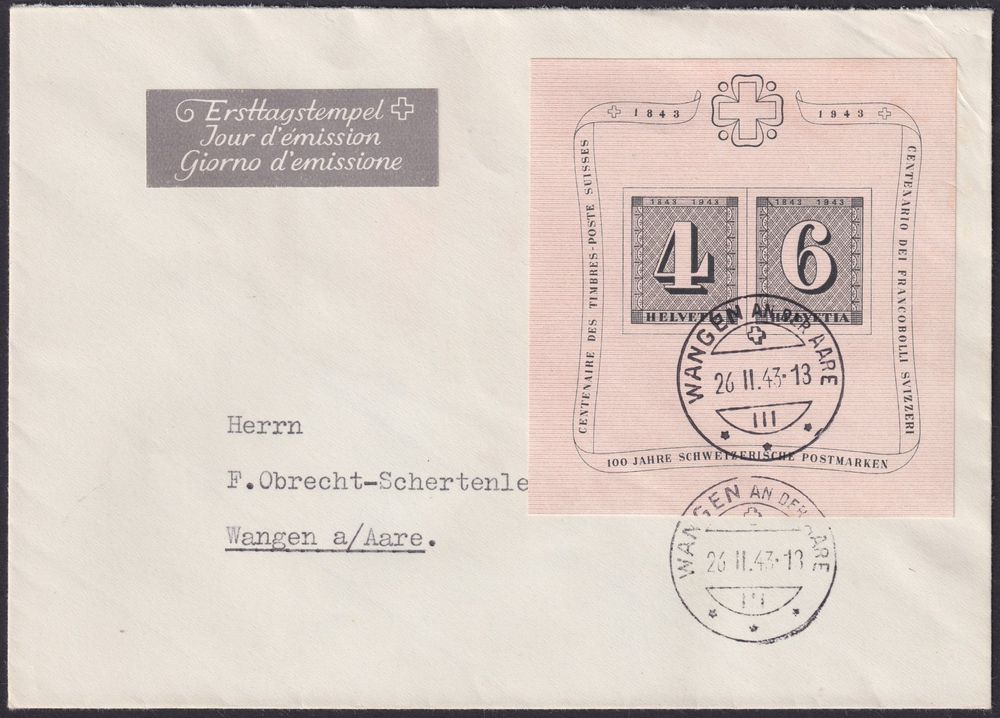 Ersttagstempel
Jour d'émission
Giorno d'emissione
1843 1943
CENTENAIRE DES TIMBRES-POSTE SUISSES
CENTENARIO DEI FRANCOBOLLI SVIZZERI
100 JAHRE SCHWEIZERISCHE POSTMARKEN
1843 1943
4
HELVETIA
1843 1943
6
HELVETIA
WANGEN AN DER AARE
26 II.43-13
III
Herrn
F.Obrecht-Schertenle
Wangen a/Aare.
WANGEN AN DER AARE
26 II.43-13
III